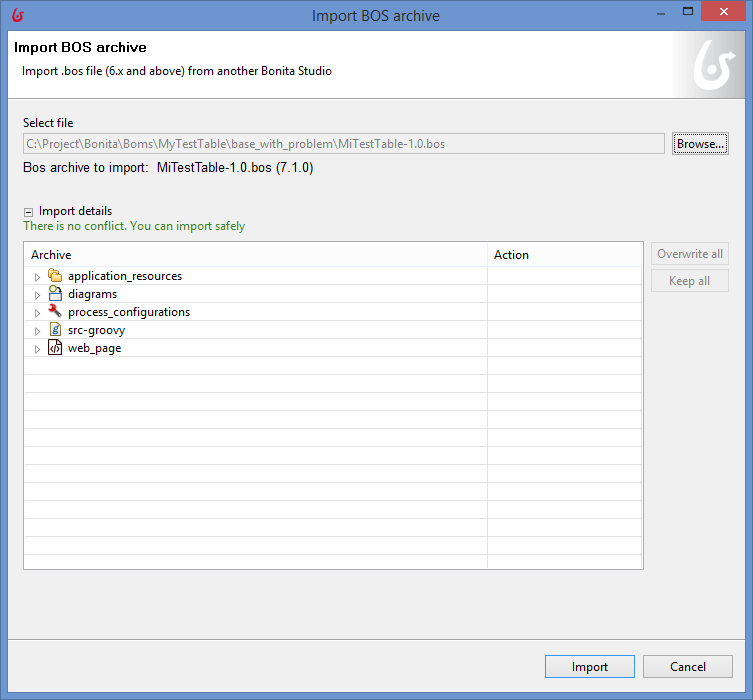 Import BOS archive
Import BOS archive
Import .bos file (6.x and above) from another Bonita Studio
Select file
C:\Project\Bonita\Boms\MyTestTable\base_with_problem\MiTestTable-1.0.bos
Browse...
Bos archive to import: MiTestTable-1.0.bos (7.1.0)
Import details
There is no conflict. You can import safely
Archive Action
Overwrite all
application_resources
Keep all
diagrams
process_configurations
src-groovy
web_page
Import Cancel